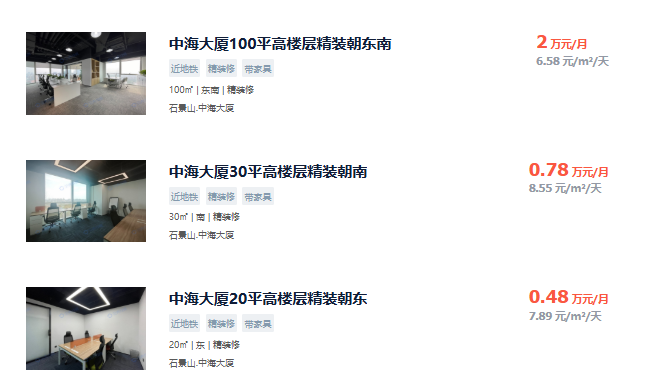 中海大厦100平高楼层精装朝东南
2 万元/月
近地铁 精装修 带家具
6.58 元/m²/天
100㎡ | 东南 | 精装修
石景山.中海大厦
中海大厦30平高楼层精装朝南
0.78 万元/月
近地铁 精装修 带家具
8.55 元/m²/天
30㎡ | 南 | 精装修
石景山.中海大厦
中海大厦20平高楼层精装朝东
0.48 万元/月
近地铁 精装修 带家具
7.89 元/m²/天
20㎡ | 东 | 精装修
石景山.中海大厦